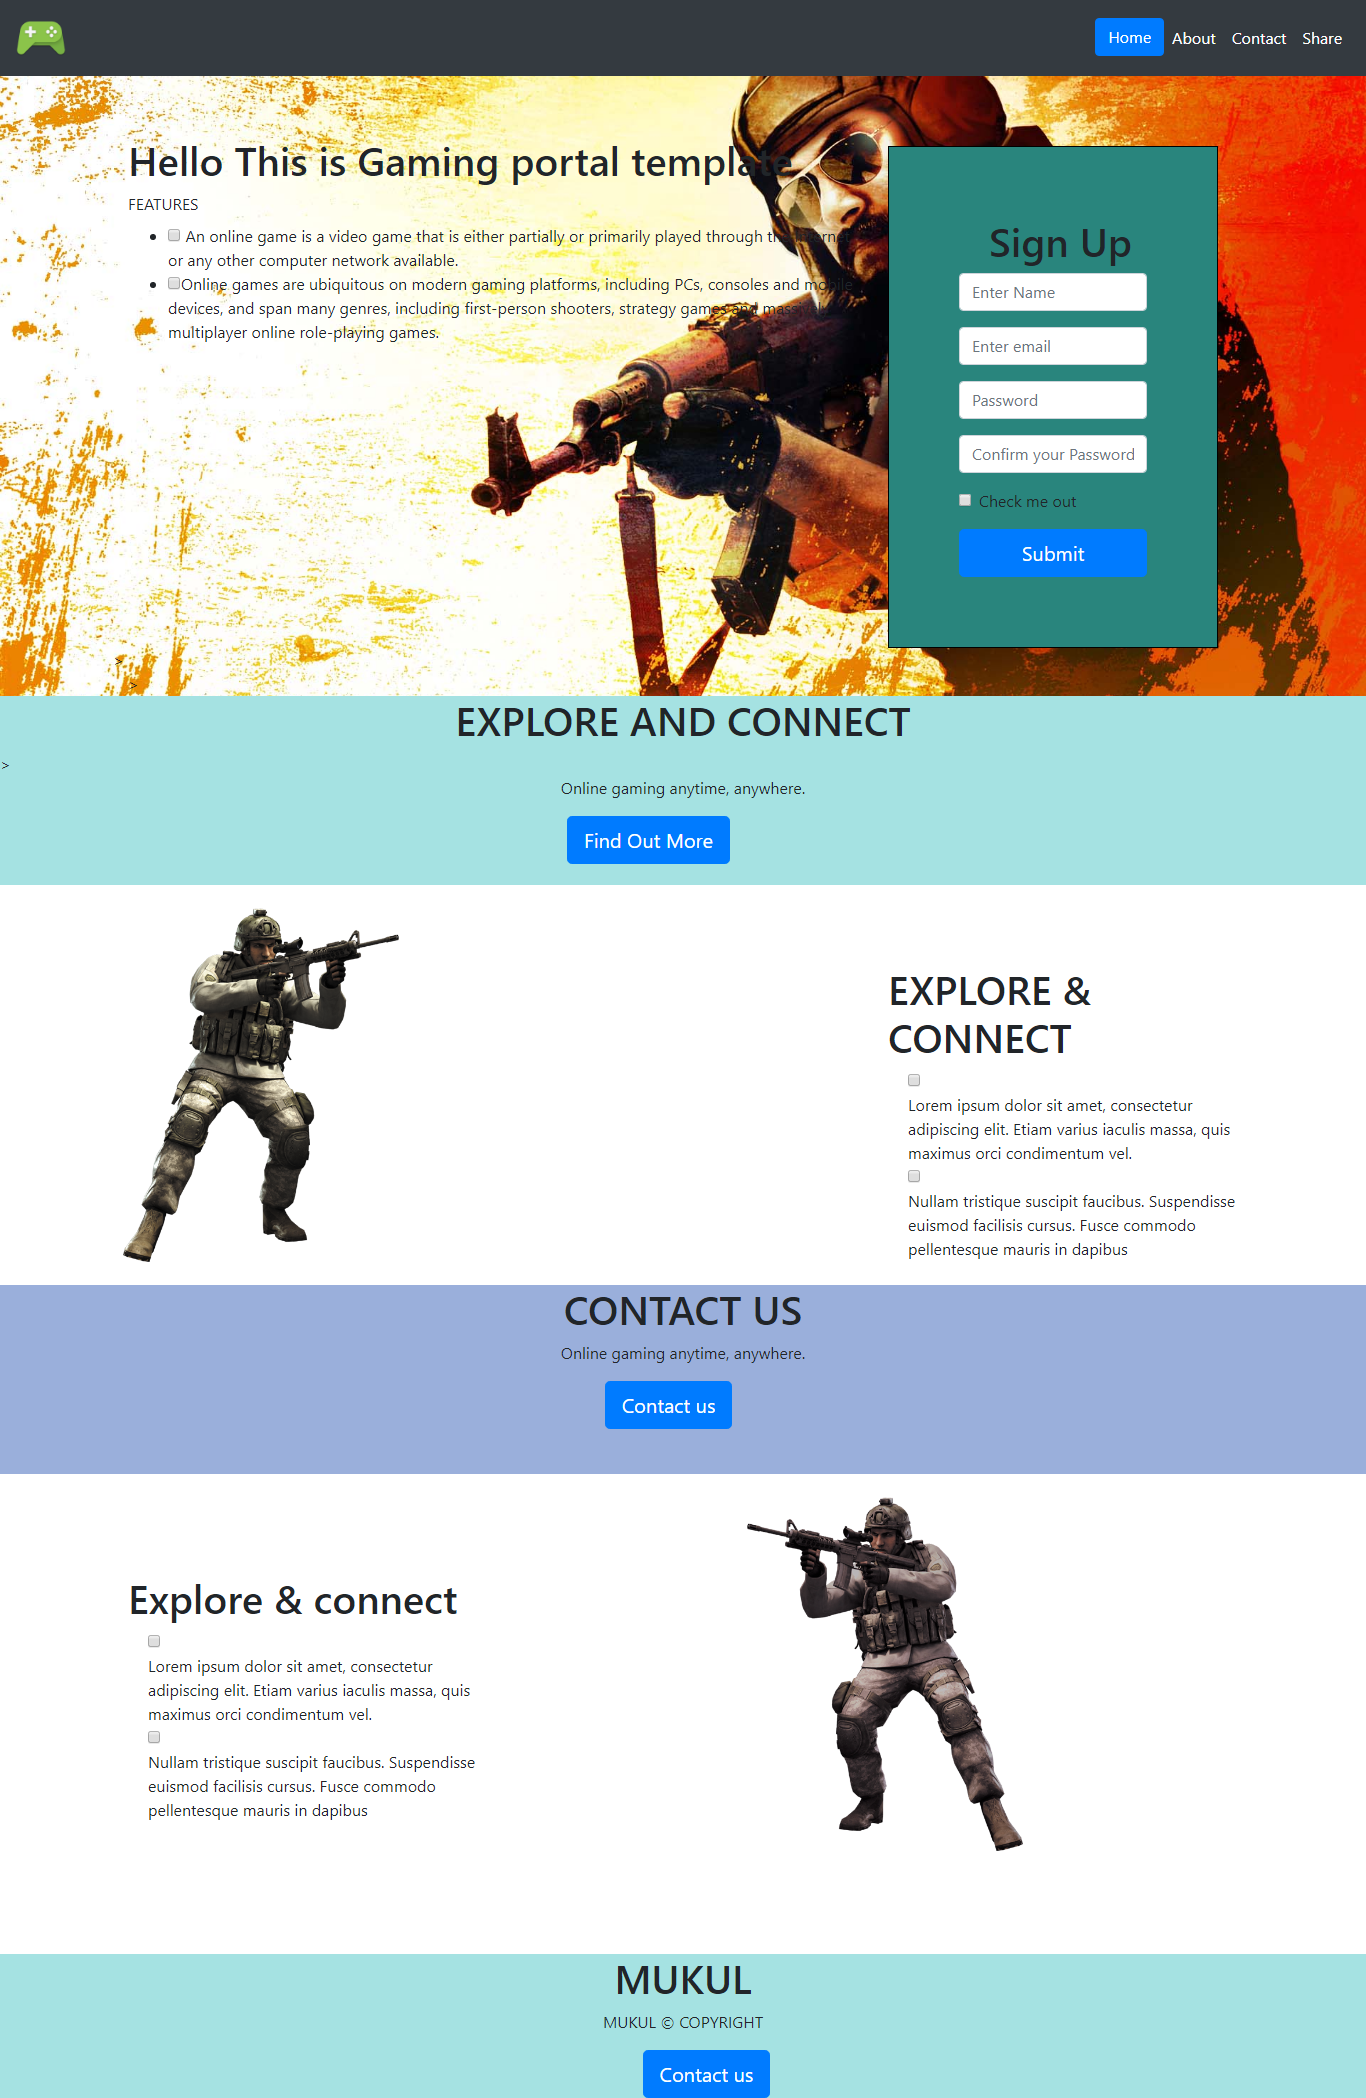 Home About Contact Share
Hello This is Gaming portal template
FEATURES
An online game is a video game that is either partially or primarily played through the internet
or any other computer network available.
Online games are ubiquitous on modern gaming platforms, including PCs, consoles and mobile
devices, and span many genres, including first-person shooters, strategy games and massively
multiplayer online role-playing games.
Sign Up
Enter Name
Enter email
Password
Confirm your Password
Check me out
Submit
>
>
EXPLORE AND CONNECT
>
Online gaming anytime, anywhere.
Find Out More
EXPLORE &
CONNECT
Lorem ipsum dolor sit amet, consectetur
adipiscing elit. Etiam varius iaculis massa, quis
maximus orci condimentum vel.
Nullam tristique suscipit faucibus. Suspendisse
euismod facilisis cursus. Fusce commodo
pellentesque mauris in dapibus
CONTACT US
Online gaming anytime, anywhere.
Contact us
Explore & connect
Lorem ipsum dolor sit amet, consectetur
adipiscing elit. Etiam varius iaculis massa, quis
maximus orci condimentum vel.
Nullam tristique suscipit faucibus. Suspendisse
euismod facilisis cursus. Fusce commodo
pellentesque mauris in dapibus
MUKUL
MUKUL © COPYRIGHT
Contact us